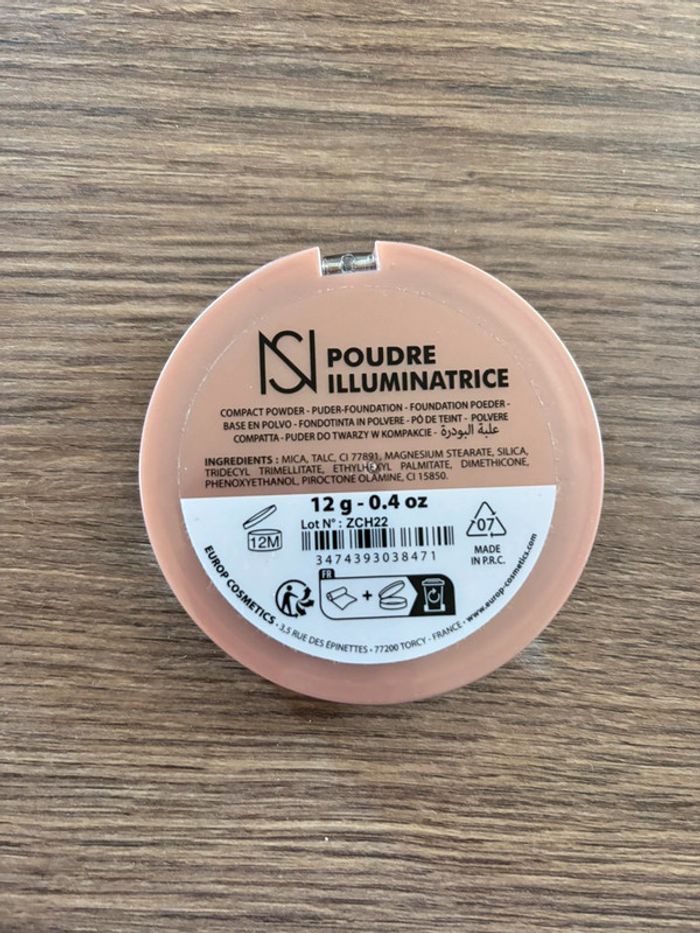 NS POUDRE
ILLUMINATRICE
COMPACT POWDER - PUDER-FOUNDATION - FOUNDATION POEDER -
BASE EN POLVO - FONDOTINTA IN POLVERE - PÓ DE TEINT - POLVERE
COMPATTA - PUDER DO TWARZY W KOMPAKCIE - علبة البودرة
INGREDIENTS : MICA, TALC, CI 77891, MAGNESIUM STEARATE, SILICA,
TRIDECYL TRIMELLITATE, ETHYLHEXYL PALMITATE, DIMETHICONE,
PHENOXYETHANOL, PIROCTONE OLAMINE, CI 15850.
12 g - 0.4 oz
Lot N° : ZCH22
12M
3474393038471
07
MADE
IN P.R.C.
FR
+
EUROP COSMETICS - 3,5 RUE DES ÉPINETTES - 77200 TORCY - FRANCE - www.europ-cosmetics.com